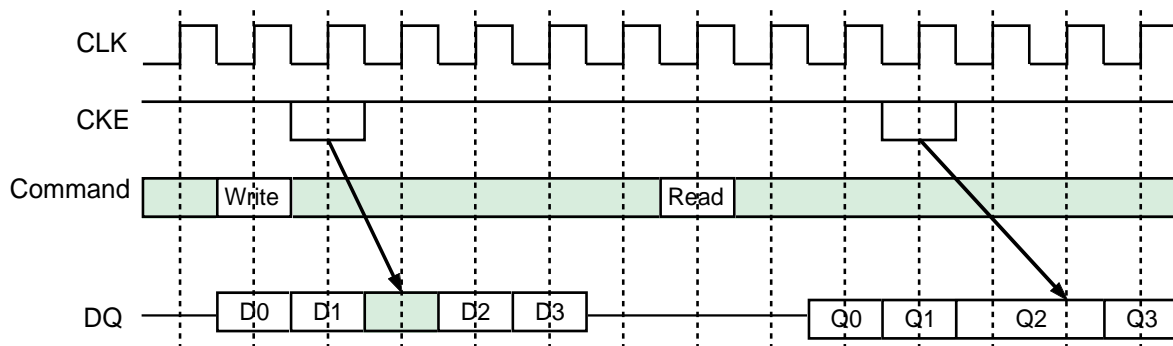 CLK
CKE
Command Write Read
DQ D0 D1 D2 D3 Q0 Q1 Q2 Q3